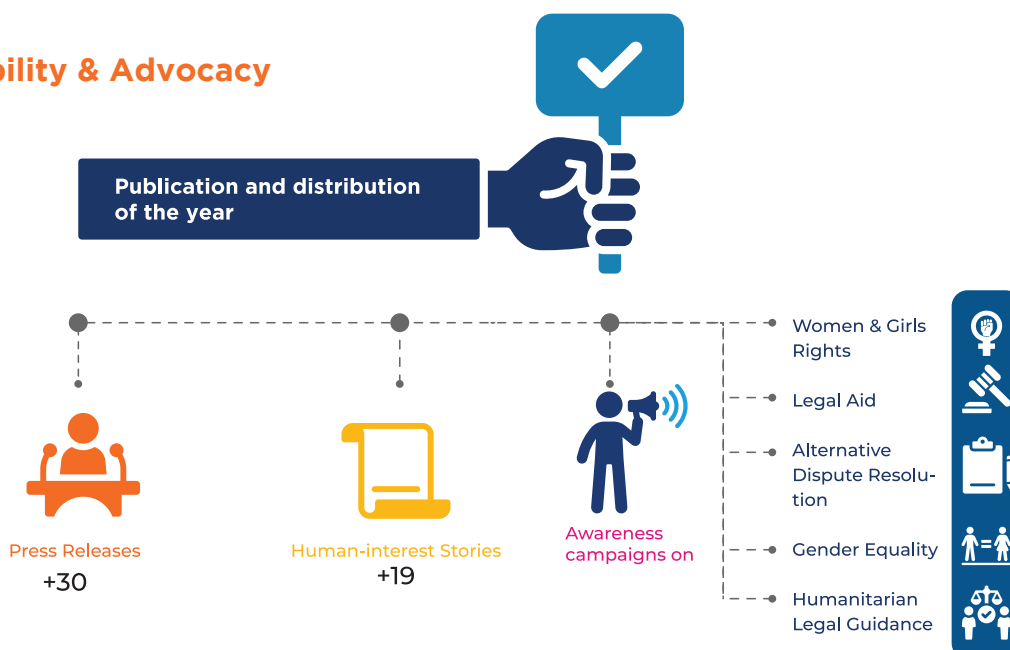 bility & Advocacy
Publication and distribution
of the year
Press Releases
+30
Human-interest Stories
+19
Awareness
campaigns on
Women & Girls
Rights
Legal Aid
Alternative
Dispute Resolu-
tion
Gender Equality
Humanitarian
Legal Guidance